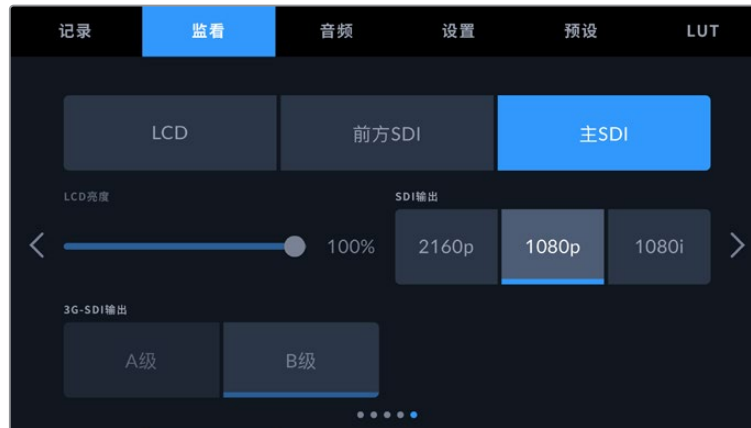 记录 监看 音频 设置 预设 LUT
LCD 前方SDI 主SDI
LCD亮度 SDI输出
100% 2160p 1080p 1080i
3G-SDI输出
A级 B级